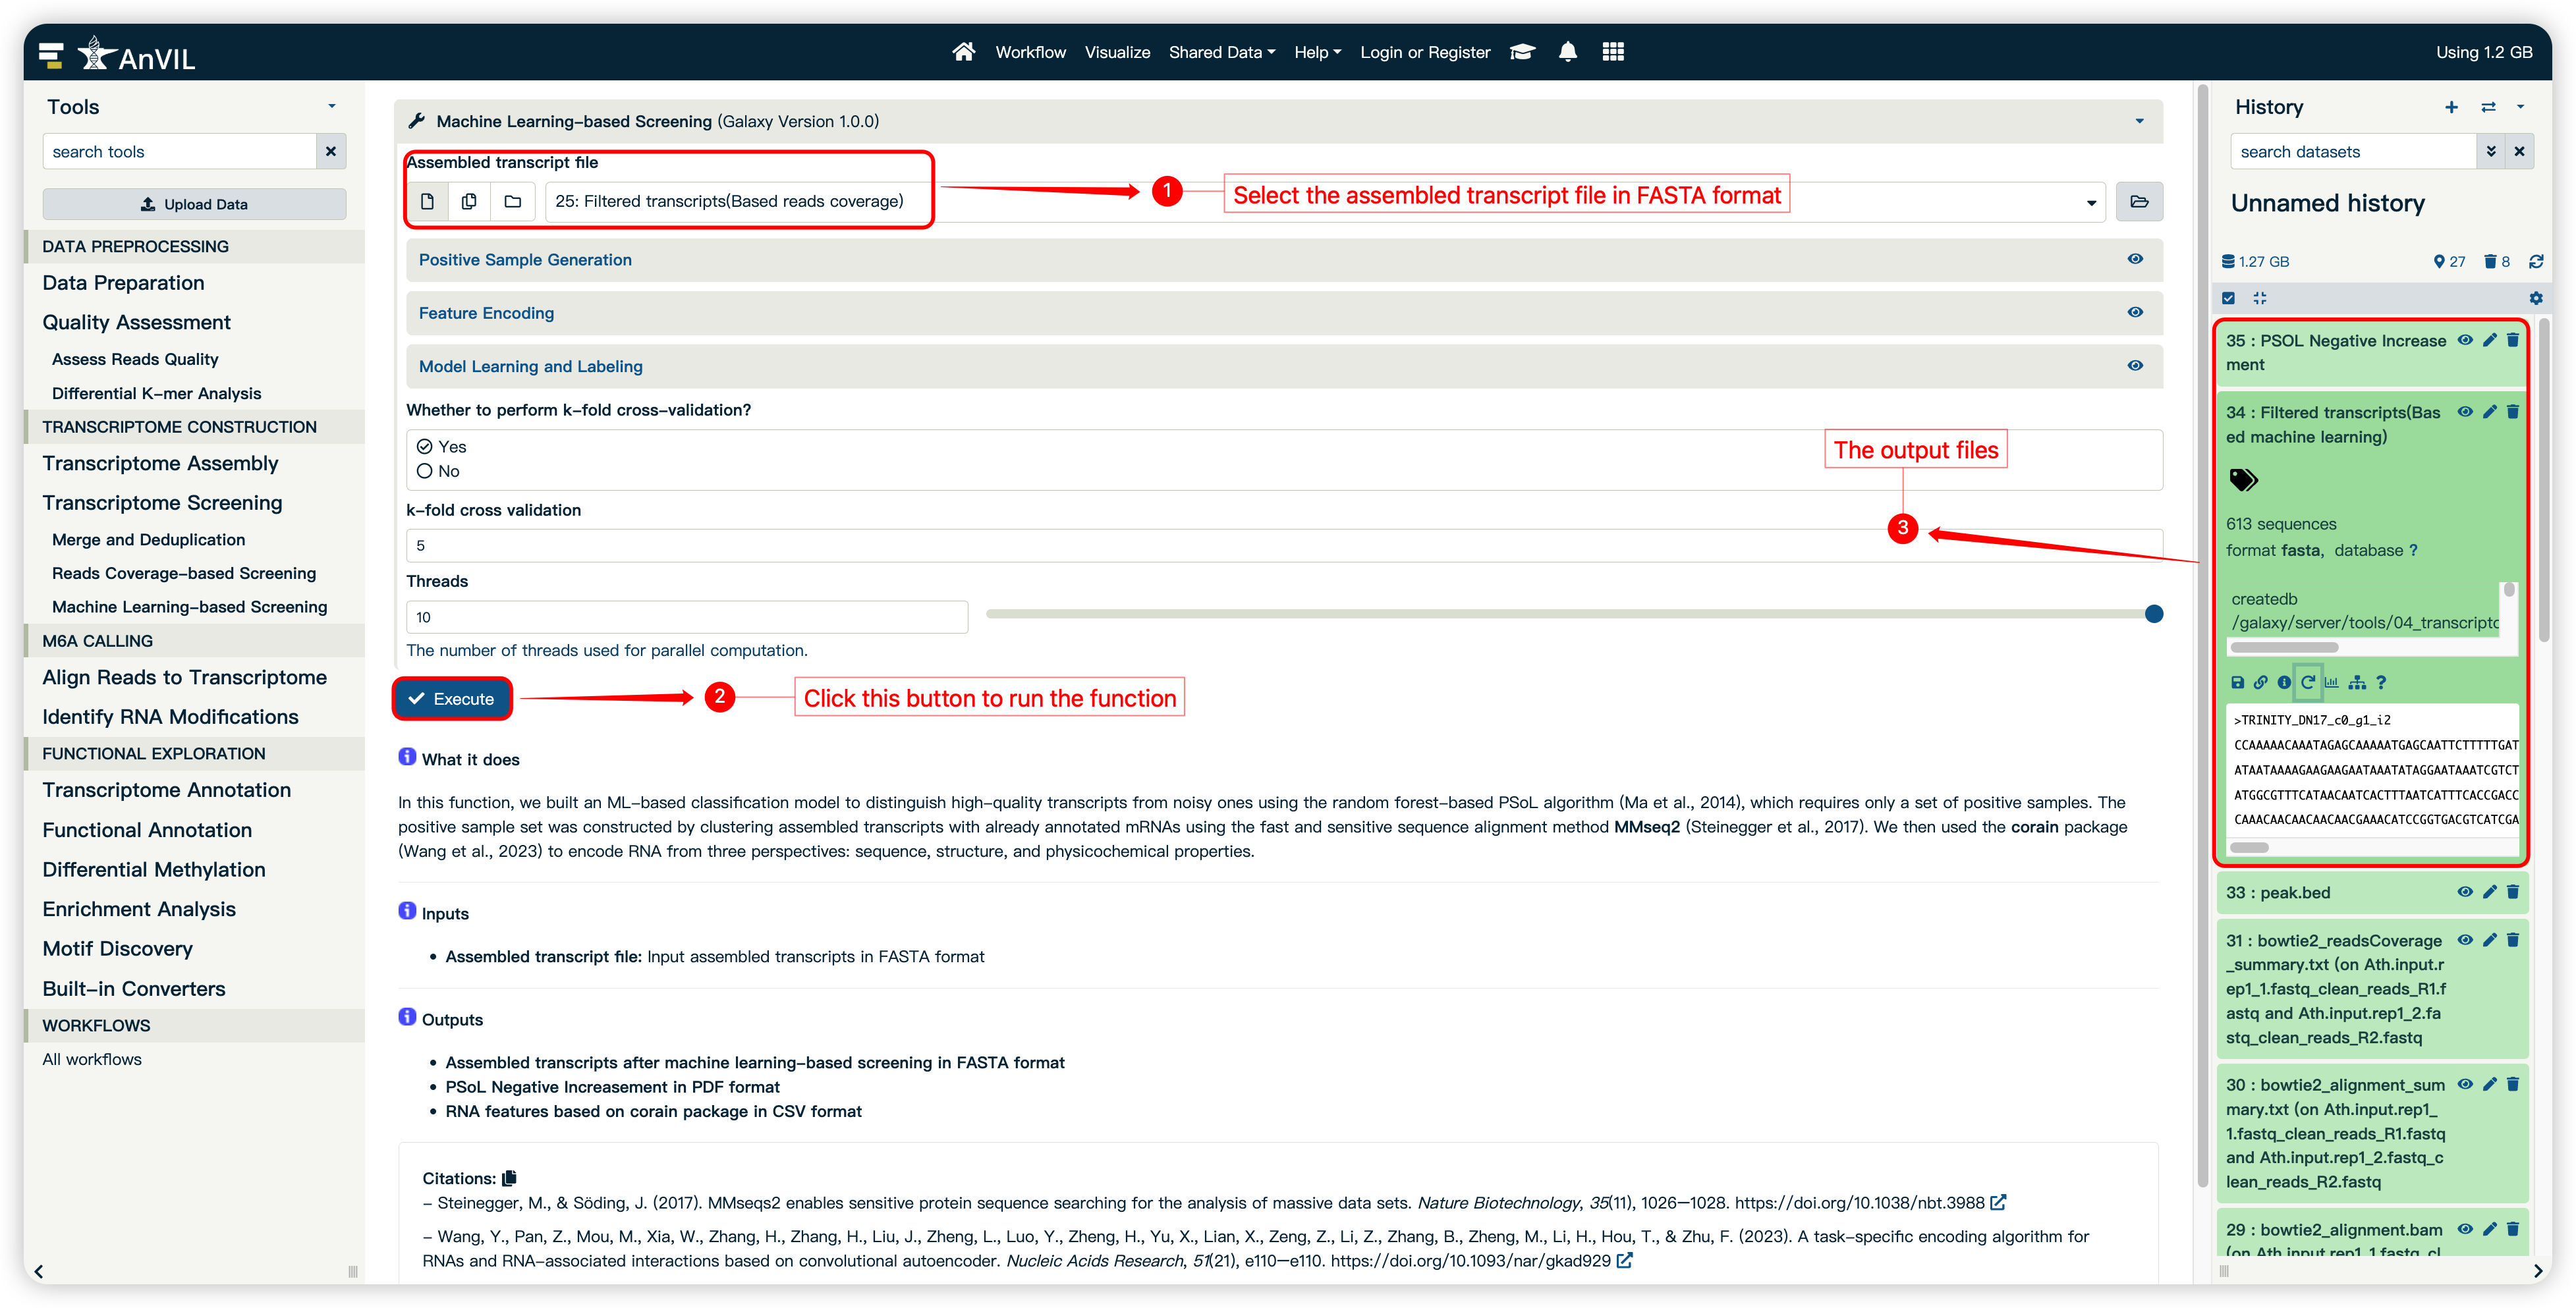 AnVIL
Workflow Visualize Shared Data Help Login or Register
Using 1.2 GB
Tools
search tools
Upload Data
DATA PREPROCESSING
Data Preparation
Quality Assessment
Assess Reads Quality
Differential K-mer Analysis
TRANSCRIPTOME CONSTRUCTION
Transcriptome Assembly
Transcriptome Screening
Merge and Deduplication
Reads Coverage-based Screening
Machine Learning-based Screening
M6A CALLING
Align Reads to Transcriptome
Identify RNA Modifications
FUNCTIONAL EXPLORATION
Transcriptome Annotation
Functional Annotation
Differential Methylation
Enrichment Analysis
Motif Discovery
Built-in Converters
WORKFLOWS
All workflows
Machine Learning-based Screening (Galaxy Version 1.0.0)
Assembled transcript file
25: Filtered transcripts(Based reads coverage)
1
Select the assembled transcript file in FASTA format
Positive Sample Generation
Feature Encoding
Model Learning and Labeling
Whether to perform k-fold cross-validation?
Yes
No
The output files
3
k-fold cross validation
5
Threads
10
The number of threads used for parallel computation.
Execute
2
Click this button to run the function
What it does
In this function, we built an ML-based classification model to distinguish high-quality transcripts from noisy ones using the random forest-based PSoL algorithm (Ma et al., 2014), which requires only a set of positive samples. The
positive sample set was constructed by clustering assembled transcripts with already annotated mRNAs using the fast and sensitive sequence alignment method MMseq2 (Steinegger et al., 2017). We then used the corain package
(Wang et al., 2023) to encode RNA from three perspectives: sequence, structure, and physicochemical properties.
Inputs
• Assembled transcript file: Input assembled transcripts in FASTA format
Outputs
• Assembled transcripts after machine learning-based screening in FASTA format
• PSoL Negative Increasement in PDF format
• RNA features based on corain package in CSV format
Citations:
– Steinegger, M., & Söding, J. (2017). MMseqs2 enables sensitive protein sequence searching for the analysis of massive data sets. Nature Biotechnology, 35(11), 1026–1028. https://doi.org/10.1038/nbt.3988
– Wang, Y., Pan, Z., Mou, M., Xia, W., Zhang, H., Zhang, H., Liu, J., Zheng, L., Luo, Y., Zheng, H., Yu, X., Lian, X., Zeng, Z., Li, Z., Zhang, B., Zheng, M., Li, H., Hou, T., & Zhu, F. (2023). A task-specific encoding algorithm for
RNAs and RNA-associated interactions based on convolutional autoencoder. Nucleic Acids Research, 51(21), e110–e110. https://doi.org/10.1093/nar/gkad929
History
search datasets
Unnamed history
1.27 GB
27 8
35 : PSOL Negative Increase
ment
34 : Filtered transcripts(Bas
ed machine learning)
613 sequences
format fasta, database ?
createdb
/galaxy/server/tools/04_transcripto
>TRINITY_DN17_c0_g1_i2
CCAAAAACAAATAGAGCAAAAATGAGCAATTCTTTTTGAT
ATAATAAAAGAAGAAGAATAAATATAGGAATAAATCGTCT
ATGGCGTTTCATAACAATCACTTTAATCATTTCACCGACC
CAAACAACAACAACAACGAAACATCCGGTGACGTCATCGA
33 : peak.bed
31 : bowtie2_readsCoverage
_summary.txt (on Ath.input.r
ep1_1.fastq_clean_reads_R1.f
astq and Ath.input.rep1_2.fa
stq_clean_reads_R2.fastq
30 : bowtie2_alignment_sum
mary.txt (on Ath.input.rep1_
1.fastq_clean_reads_R1.fastq
and Ath.input.rep1_2.fastq_c
lean_reads_R2.fastq
29 : bowtie2_alignment.bam
(on Ath.input.rep1_1.fastq_cl